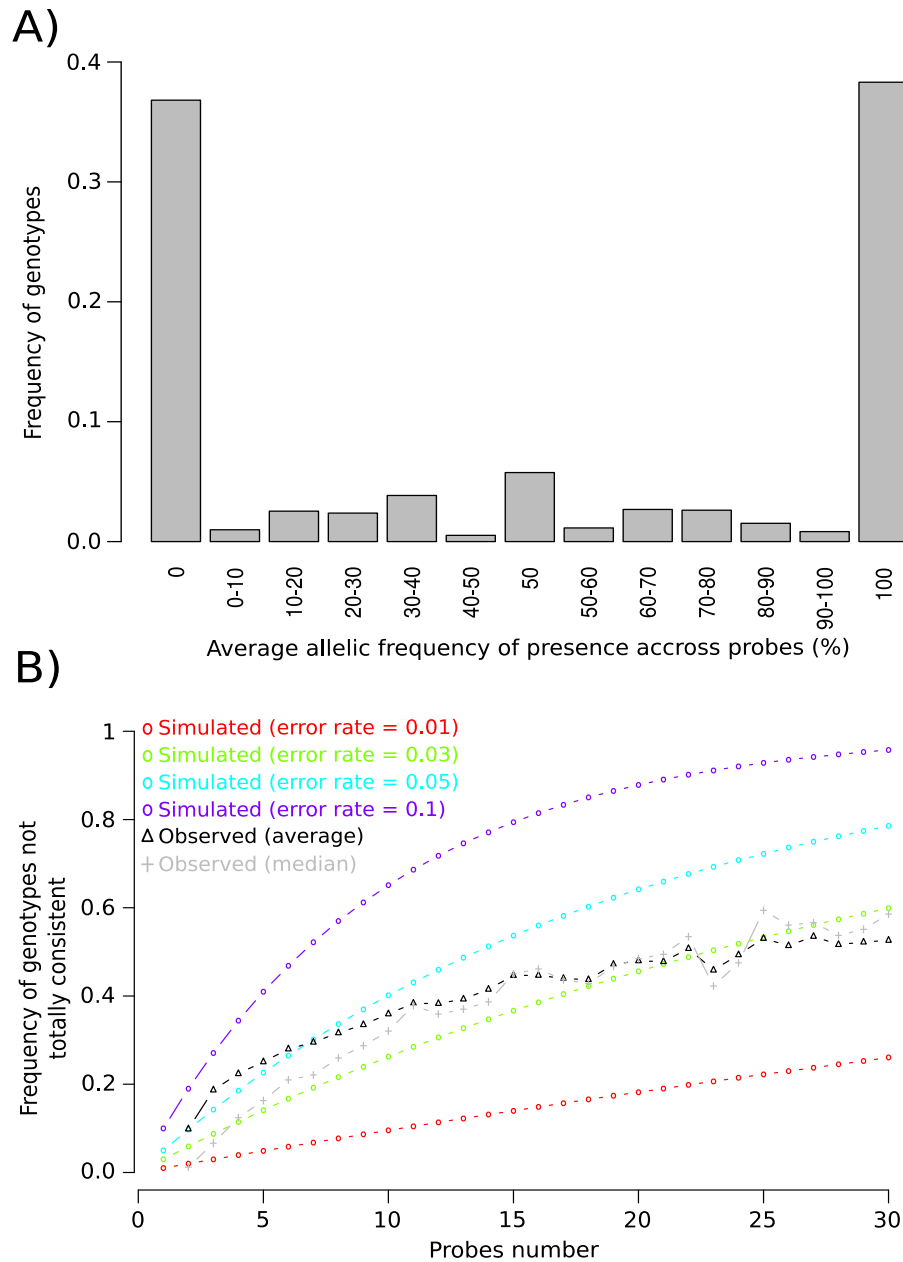 A)
0.4
0.3
0.2
0.1
0.0
Frequency of genotypes
0
0-10
10-20
20-30
30-40
40-50
50
50-60
60-70
70-80
80-90
90-100
100
Average allelic frequency of presence accross probes (%)
B)
Simulated (error rate = 0.01)
Simulated (error rate = 0.03)
Simulated (error rate = 0.05)
Simulated (error rate = 0.1)
Observed (average)
Observed (median)
1
0.8
0.6
0.4
0.2
0.0
Frequency of genotypes not
totally consistent
0 5 10 15 20 25 30
Probes number